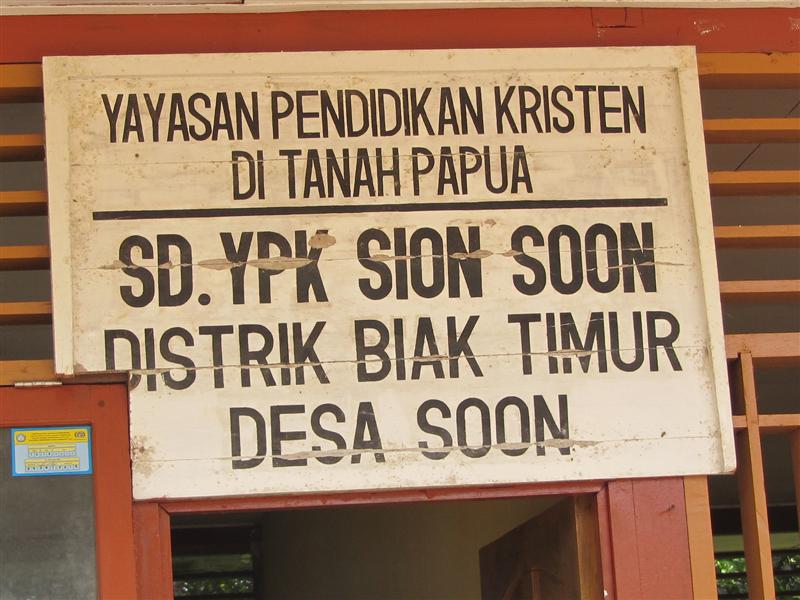 YAYASAN PENDIDIKAN KRISTEN
DI TANAH PAPUA
SD. YPK SION SOON
DISTRIK BIAK TIMUR
DESA SOON